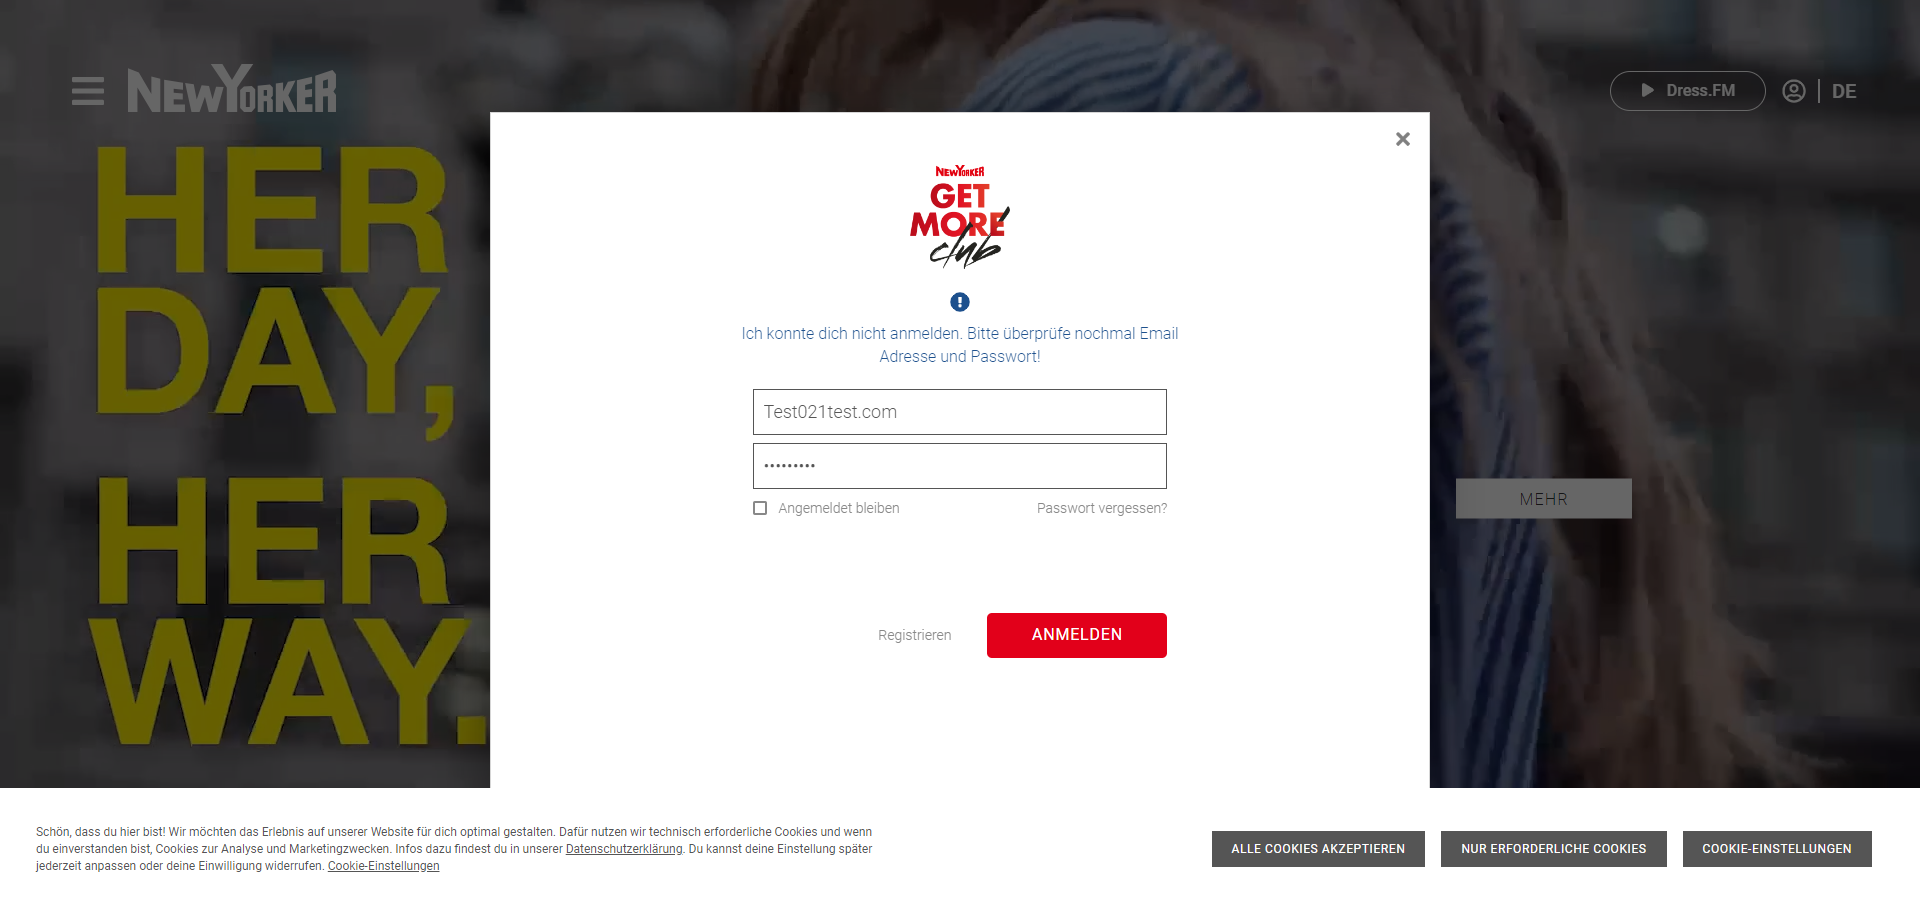 NEWYORKER
Dress.FM
DE
HER
DAY,
HER
WAY.
NEWYORKER
GET
MORE
club
Ich konnte dich nicht anmelden. Bitte überprüfe nochmal Email
Adresse und Passwort!
Test021test.com
•••••••••
Angemeldet bleiben
Passwort vergessen?
MEHR
Registrieren
ANMELDEN
Schön, dass du hier bist! Wir möchten das Erlebnis auf unserer Website für dich optimal gestalten. Dafür nutzen wir technisch erforderliche Cookies und wenn
du einverstanden bist, Cookies zur Analyse und Marketingzwecken. Infos dazu findest du in unserer Datenschutzerklärung. Du kannst deine Einstellung später
jederzeit anpassen oder deine Einwilligung widerrufen. Cookie-Einstellungen
ALLE COOKIES AKZEPTIEREN
NUR ERFORDERLICHE COOKIES
COOKIE-EINSTELLUNGEN